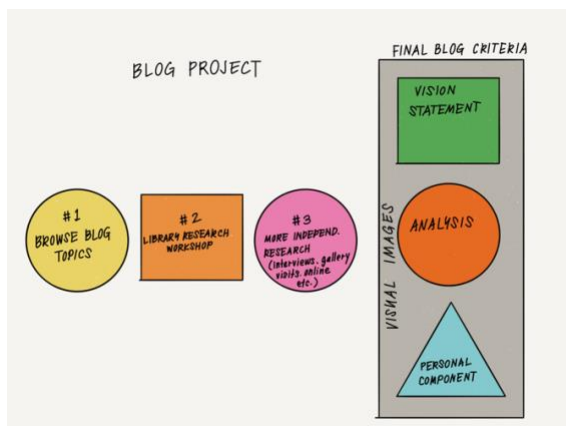 BLOG PROJECT
#1
BROWSE BLOG
TOPICS
#2
LIBRARY RESEARCH
WORKSHOP
#3
MORE INDEPEND.
RESEARCH
(interviews, gallery
visits, online
etc.)
FINAL BLOG CRITERIA
VISUAL IMAGES
VISION
STATEMENT
ANALYSIS
PERSONAL
COMPONENT